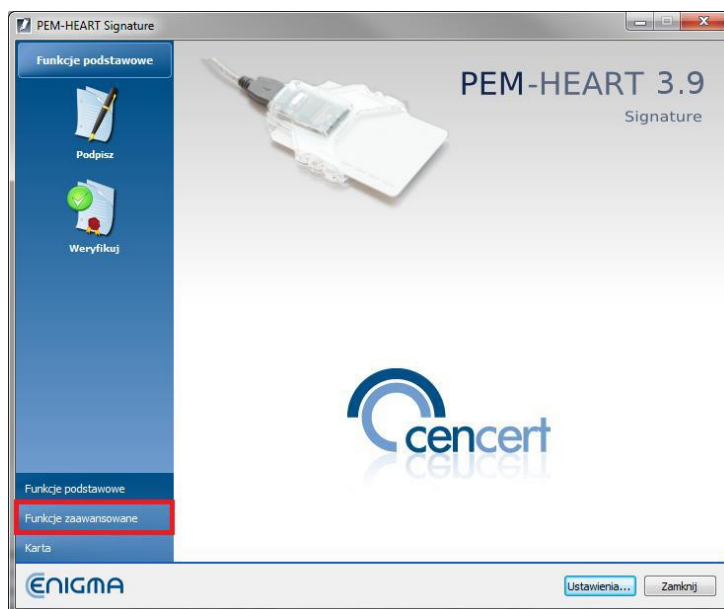 PEM-HEART Signature
Funkcje podstawowe
Podpisz
Weryfikuj
PEM-HEART 3.9
Signature
cencert
Funkcje podstawowe
Funkcje zaawansowane
Karta
ENIGMA
Ustawienia...
Zamknij